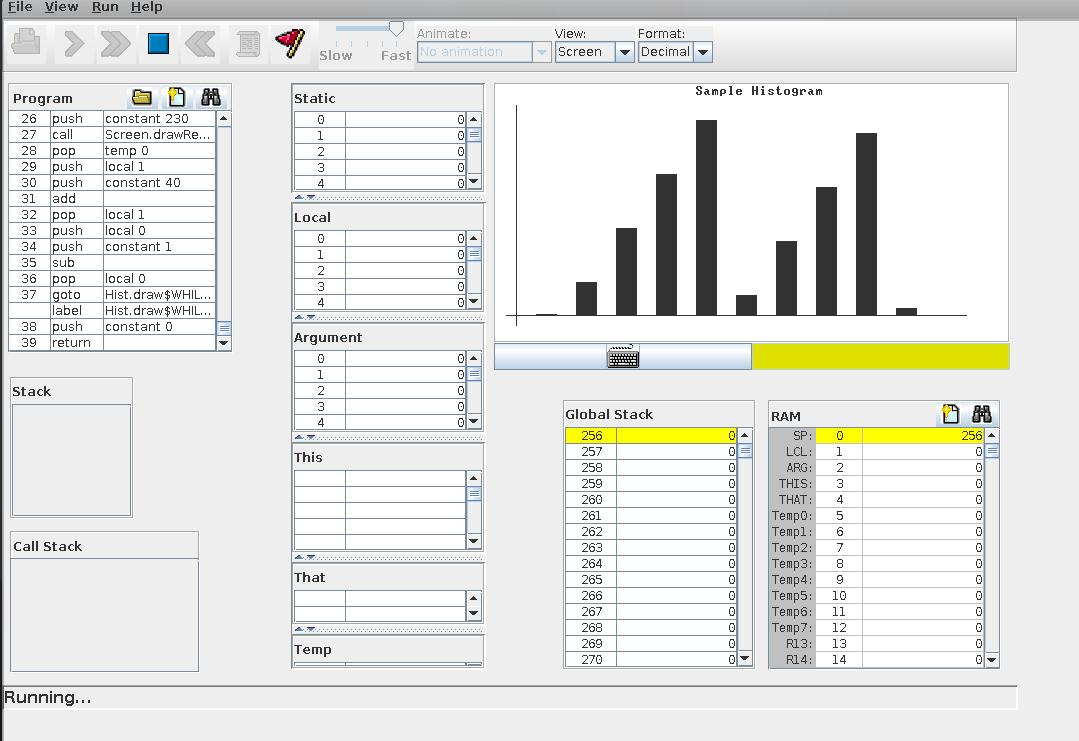 File View Run Help
Slow Fast
Animate: View: Format:
No animation Screen Decimal
Program
26 push constant 230
27 call Screen.drawRe...
28 pop temp 0
29 push local 1
30 push constant 40
31 add
32 pop local 1
33 push local 0
34 push constant 1
35 sub
36 pop local 0
37 goto Hist.draw$WHIL...
label Hist.draw$WHIL...
38 push constant 0
39 return
Stack
Call Stack
Static
0 0
1 0
2 0
3 0
4 0
Local
0 0
1 0
2 0
3 0
4 0
Argument
0 0
1 0
2 0
3 0
4 0
This
That
Temp
Sample Histogram
Global Stack
256 0
257 0
258 0
259 0
260 0
261 0
262 0
263 0
264 0
265 0
266 0
267 0
268 0
269 0
270 0
RAM
SP: 0 256
LCL: 1 0
ARG: 2 0
THIS: 3 0
THAT: 4 0
Temp0: 5 0
Temp1: 6 0
Temp2: 7 0
Temp3: 8 0
Temp4: 9 0
Temp5: 10 0
Temp6: 11 0
Temp7: 12 0
R13: 13 0
R14: 14 0
Running...